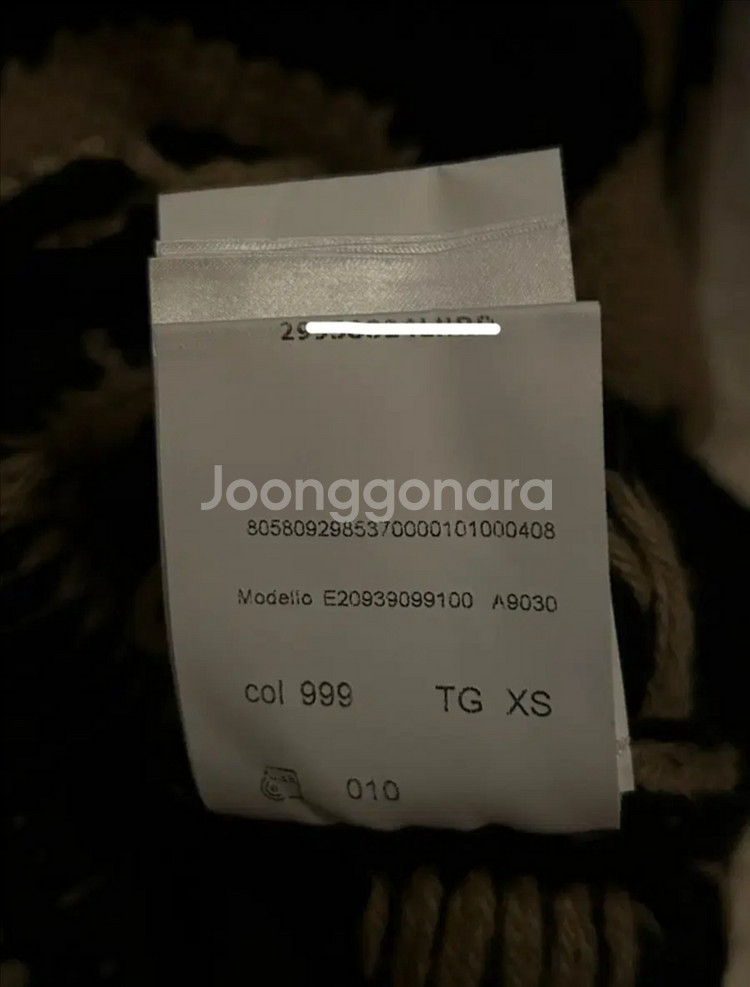 Joonggonara
8058092985370000101000408
Modello E20939099100 A9030
col 999 TG XS
010